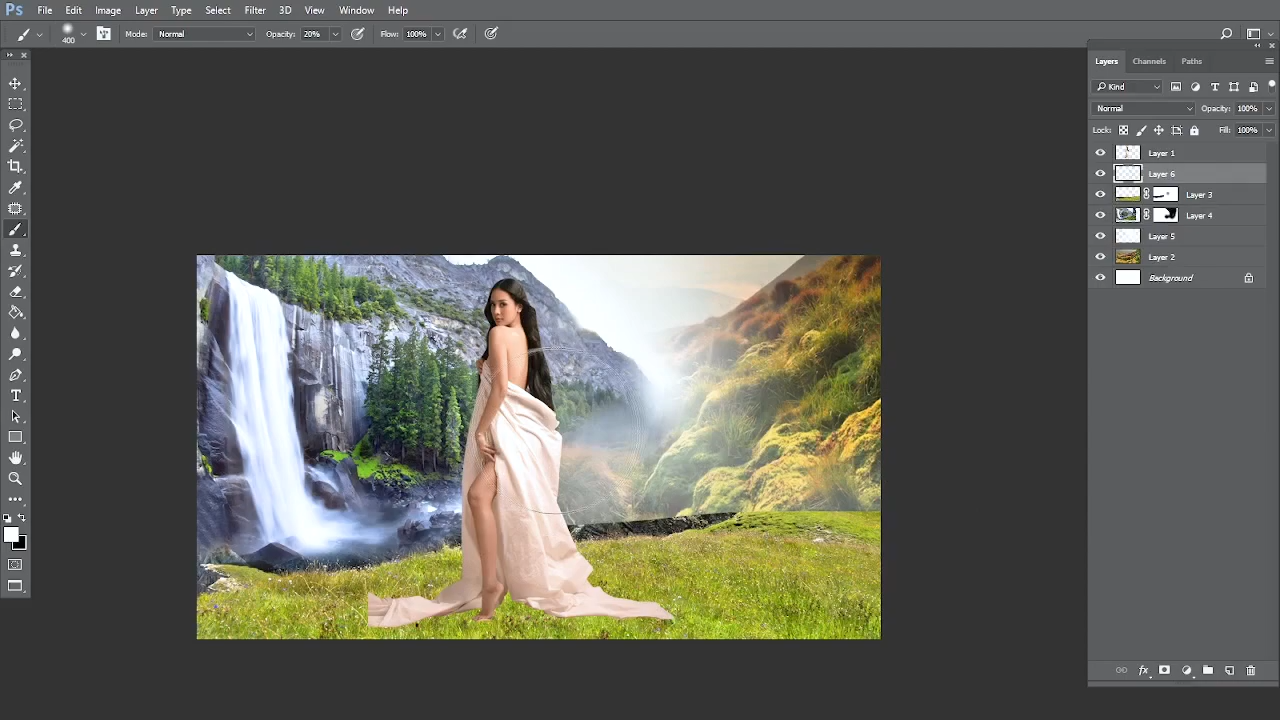 Ps File Edit Image Layer Type Select Filter 3D View Window Help
400 Mode: Normal Opacity: 20% Flow: 100%
Layers Channels Paths
Kind
Normal Opacity: 100%
Lock: Fill: 100%
Layer 1
Layer 6
Layer 3
Layer 4
Layer 5
Layer 2
Background
fx